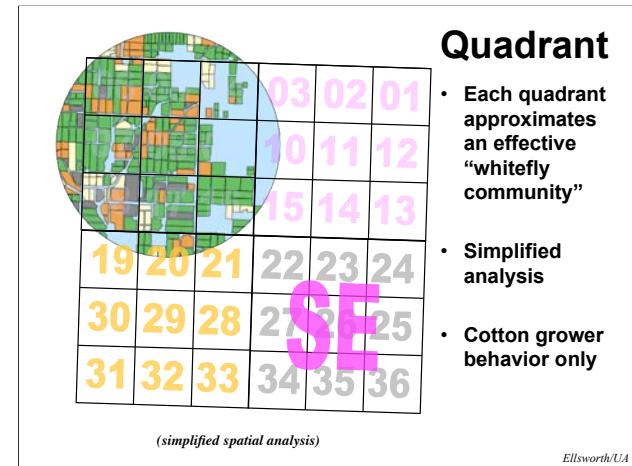 Quadrant
• Each quadrant
approximates
an effective
“whitefly
community”
• Simplified
analysis
• Cotton grower
behavior only
03 02 01
10 11 12
15 14 13
19 20 21 22 23 24
30 29 28 27 26 25
31 32 33 34 35 36
SE
(simplified spatial analysis)
Ellsworth/UA